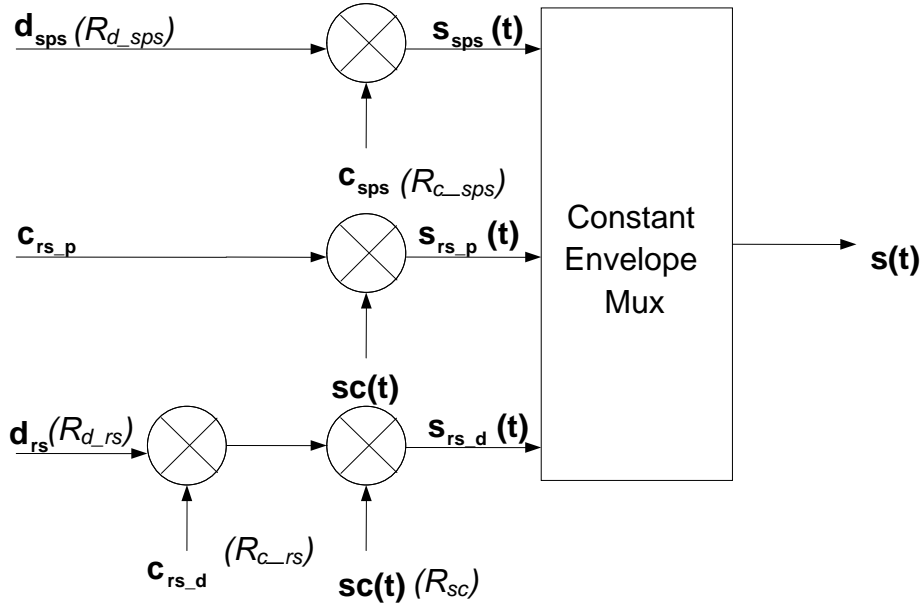 d_sps (R_d_sps)
s_sps (t)
c_sps (R_c_sps)
c_rs_p
s_rs_p (t)
sc(t)
d_rs (R_d_rs)
s_rs_d (t)
c_rs_d
(R_c_rs)
sc(t) (R_sc)
Constant
Envelope
Mux
s(t)